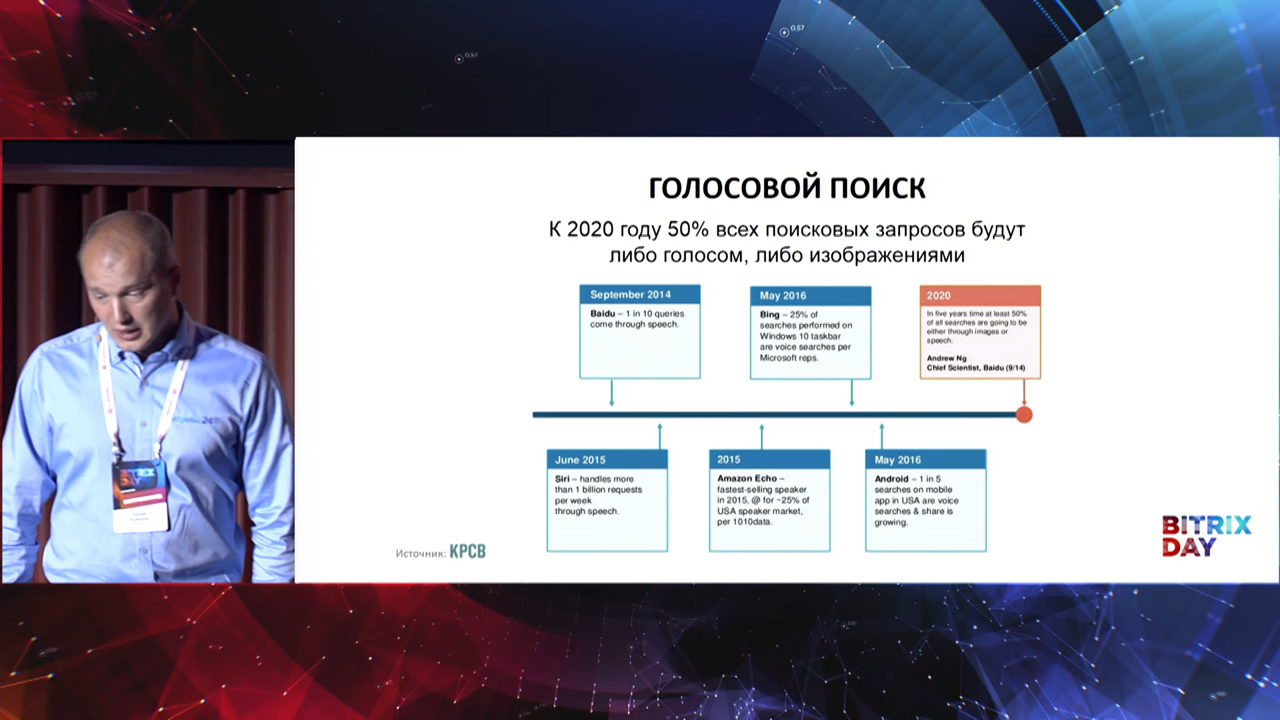 0.57
0.57
ГОЛОСОВОЙ ПОИСК
К 2020 году 50% всех поисковых запросов будут
либо голосом, либо изображениями
September 2014
Baidu – 1 in 10 queries
come through speech.
May 2016
Bing – 25% of
searches performed on
Windows 10 taskbar
are voice searches per
Microsoft reps.
2020
In five years time at least 50%
of all searches are going to be
either through images or
speech.
Andrew Ng
Chief Scientist, Baidu (9/14)
June 2015
Siri – handles more
than 1 billion requests
per week
through speech.
2015
Amazon Echo –
fastest-selling speaker
in 2015, @ for ~25% of
USA speaker market,
per 1010data.
May 2016
Android – 1 in 5
searches on mobile
app in USA are voice
searches & share is
growing.
Источник: KPCB
BITRIX
DAY